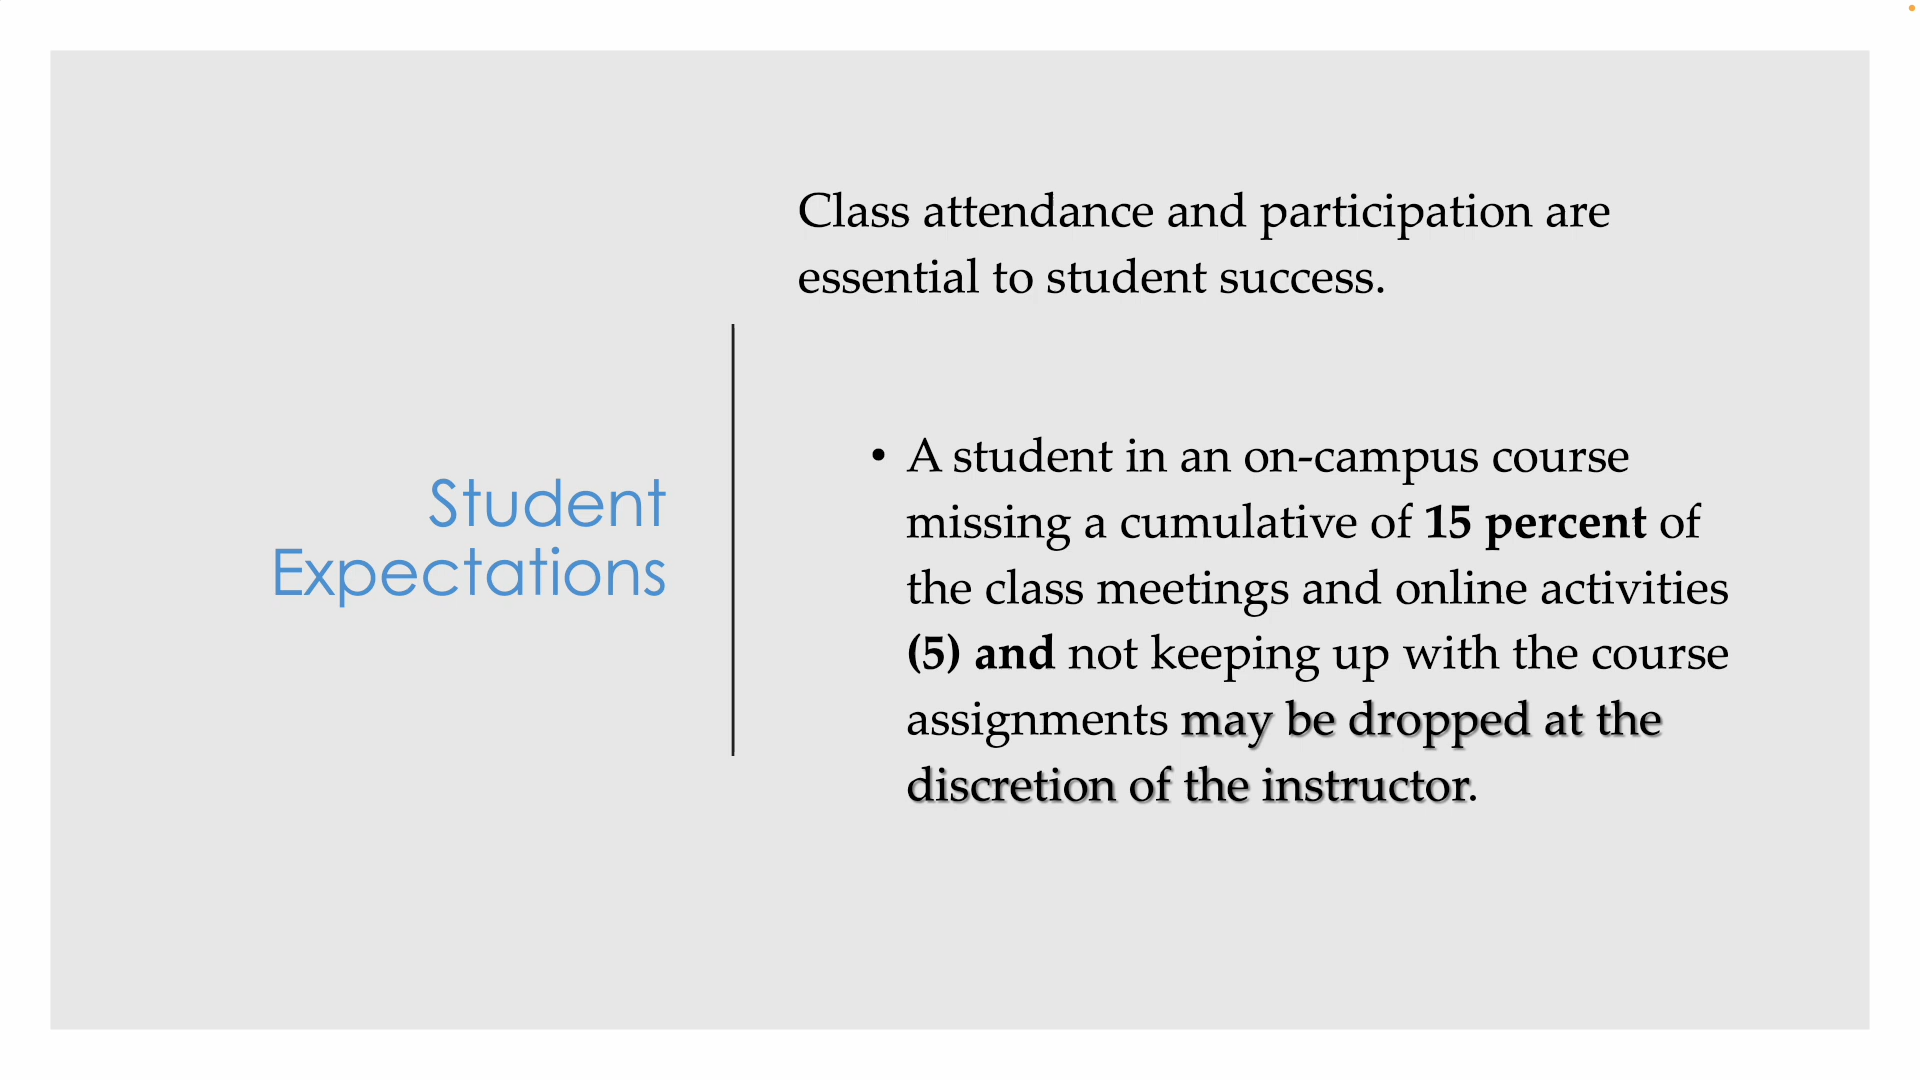 Student
Expectations
Class attendance and participation are
essential to student success.
• A student in an on-campus course
missing a cumulative of 15 percent of
the class meetings and online activities
(5) and not keeping up with the course
assignments may be dropped at the
discretion of the instructor.